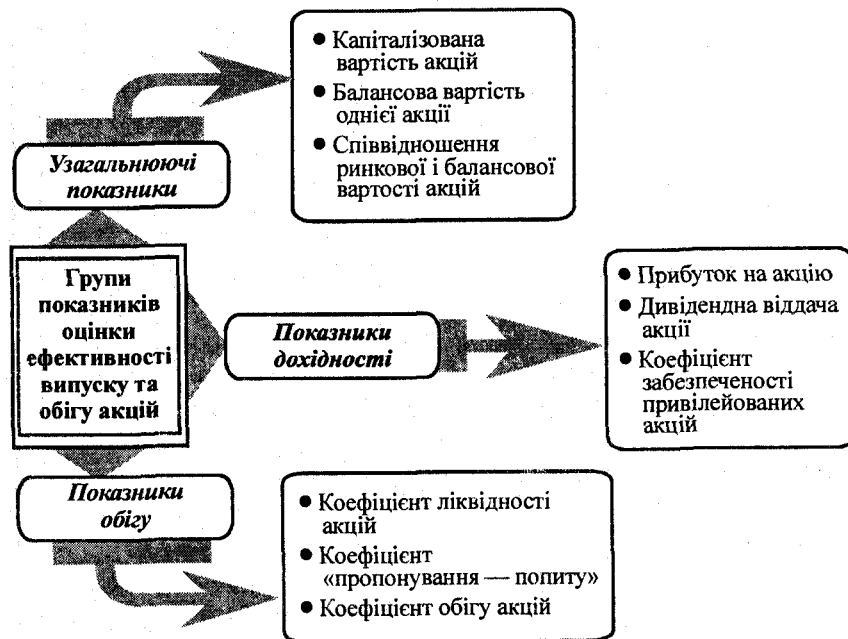 • Капіталізована
вартість акцій
• Балансова вартість
однієї акції
• Співвідношення
ринкової і балансової
вартості акцій
Узагальнюючі
показники
Групи
показників
оцінки
ефективності
випуску та
обігу акцій
Показники
дохідності
• Прибуток на акцію
• Дивідендна віддача
акції
• Коефіцієнт
забезпеченості
привілейованих
акцій
Показники
обігу
• Коефіцієнт ліквідності
акцій
• Коефіцієнт
«пропонування — попиту»
• Коефіцієнт обігу акцій